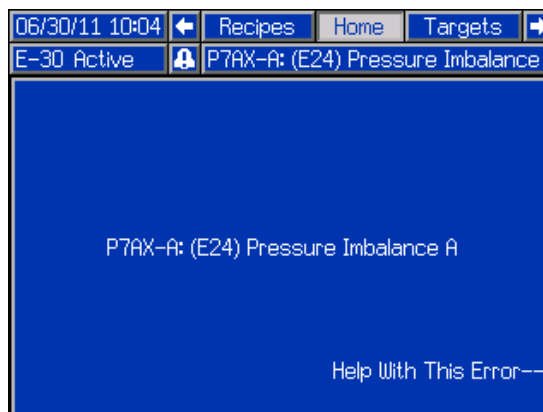 06/30/11 10:04 Recipes Home Targets
E-30 Active P7AX-A: (E24) Pressure Imbalance
P7AX-A: (E24) Pressure Imbalance A
Help With This Error--